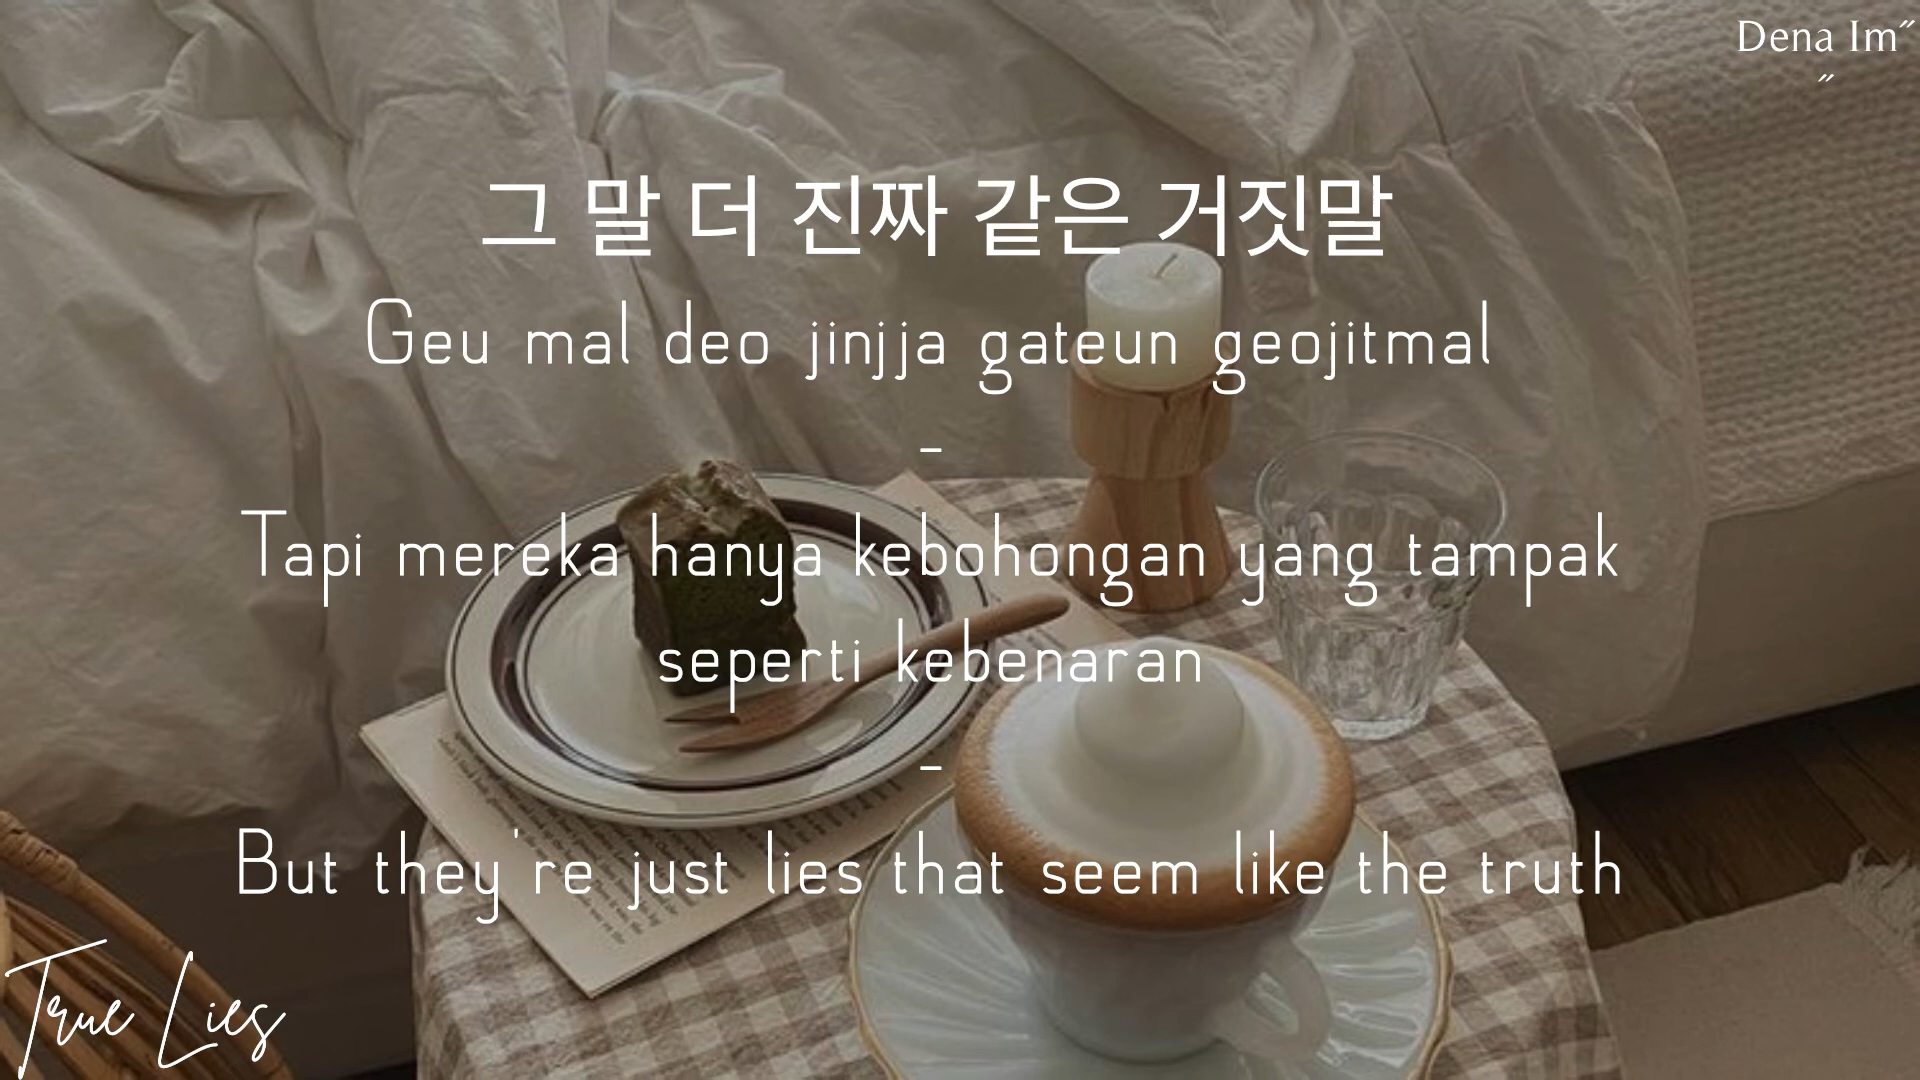 Dena Im˝
˝
그 말 더 진짜 같은 거짓말
Geu mal deo jinjja gateun geojitmal
-
Tapi mereka hanya kebohongan yang tampak
seperti kebenaran
-
But they're just lies that seem like the truth
True Lies